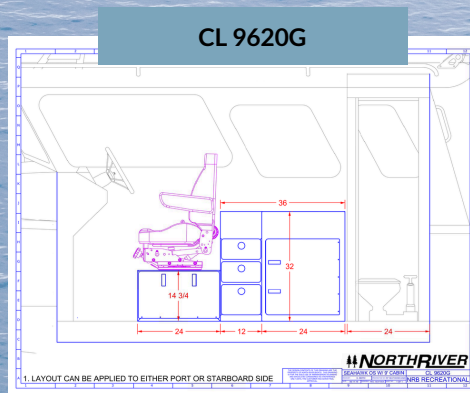 CL 9620G
36
32
14 3/4
24
12
24
24
NORTHRIVER
SEAHAWK OS W/ 9' CABIN
CL 9620G
NRB RECREATIONAL
1. LAYOUT CAN BE APPLIED TO EITHER PORT OR STARBOARD SIDE